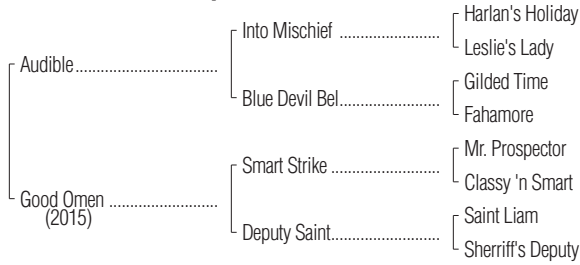 Harlan's Holiday
Into Mischief ........................
Leslie's Lady
Audible..................................
Gilded Time
Blue Devil Bel........................
Fahamore
Mr. Prospector
Smart Strike ..........................
Classy 'n Smart
Good Omen ..........................
(2015)
Saint Liam
Deputy Saint..........................
Sherriff's Deputy